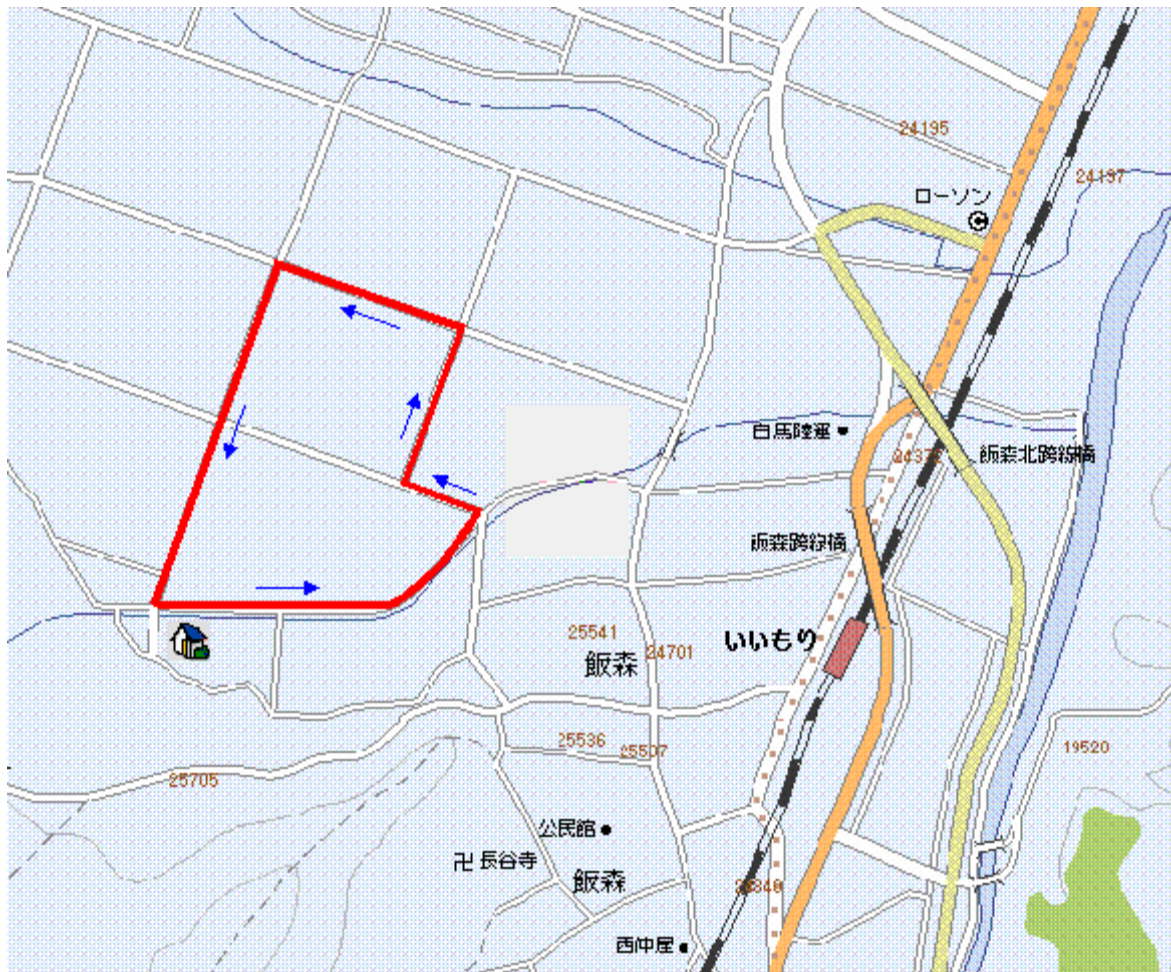 24195
24197
ローソン
白馬陸運
24372
飯森北跨線橋
飯森跨線橋
25541
飯森
24701
いいもり
25536
25507
19520
25705
公民館
卍 長谷寺
飯森
西仲屋